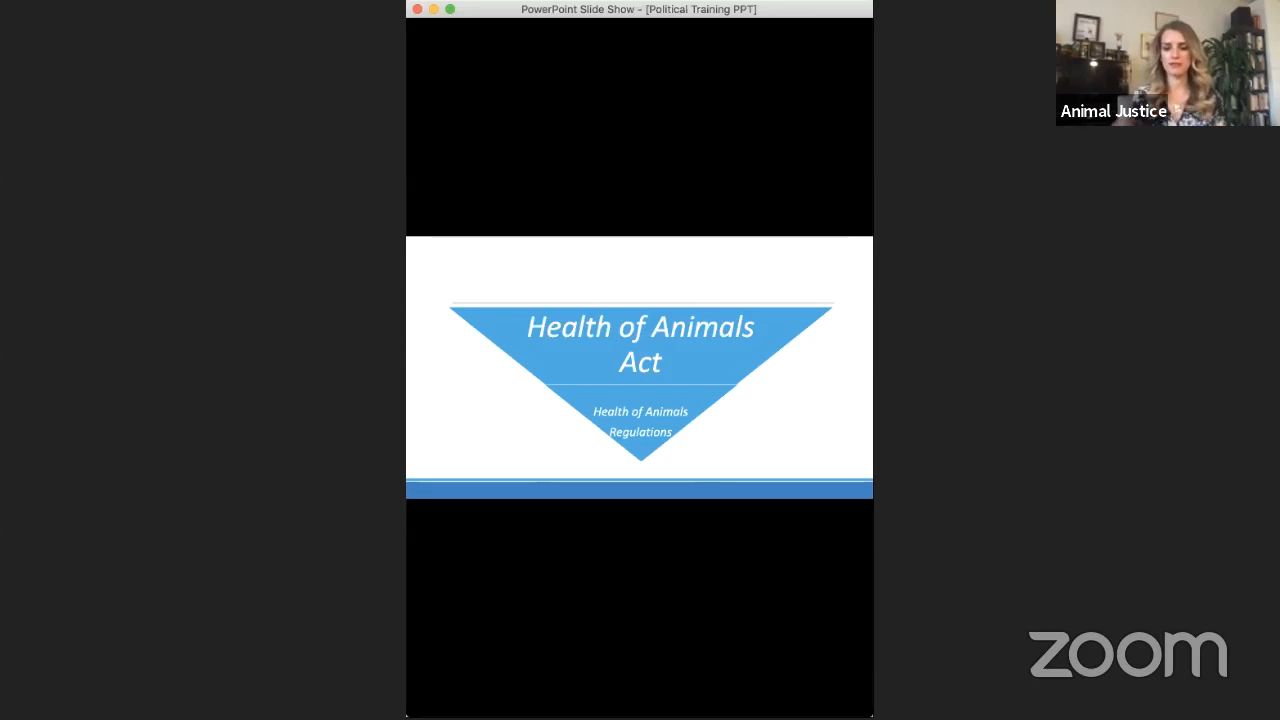 PowerPoint Slide Show - [Political Training PPT]
Animal Justice
Health of Animals
Act
Health of Animals
Regulations
zoom